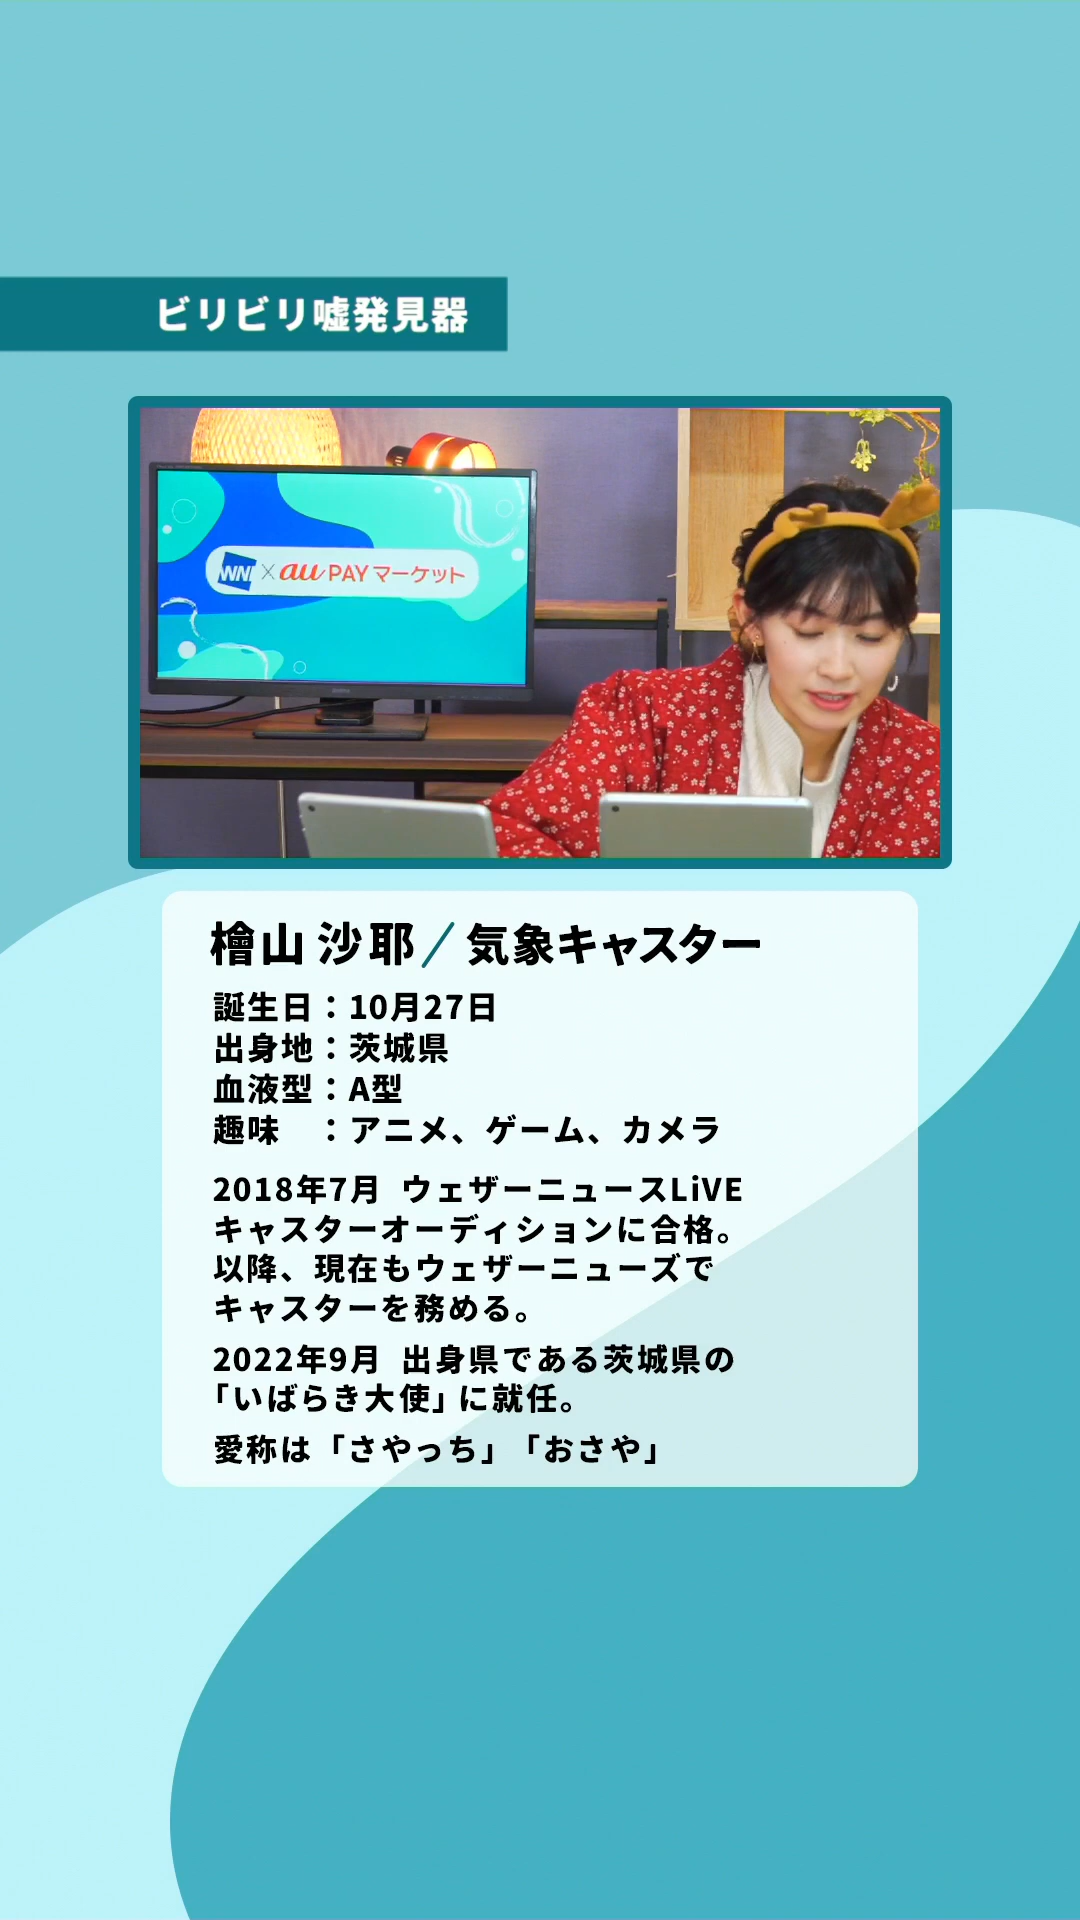 ビリビリ嘘発見器
WNI×au PAY マーケット
檜山 沙耶／気象キャスター
誕生日：10月27日
出身地：茨城県
血液型：A型
趣味　：アニメ、ゲーム、カメラ
2018年7月 ウェザーニュースLiVE
キャスターオーディションに合格。
以降、現在もウェザーニューズで
キャスターを務める。
2022年9月 出身県である茨城県の
「いばらき大使」に就任。
愛称は「さやっち」「おさや」